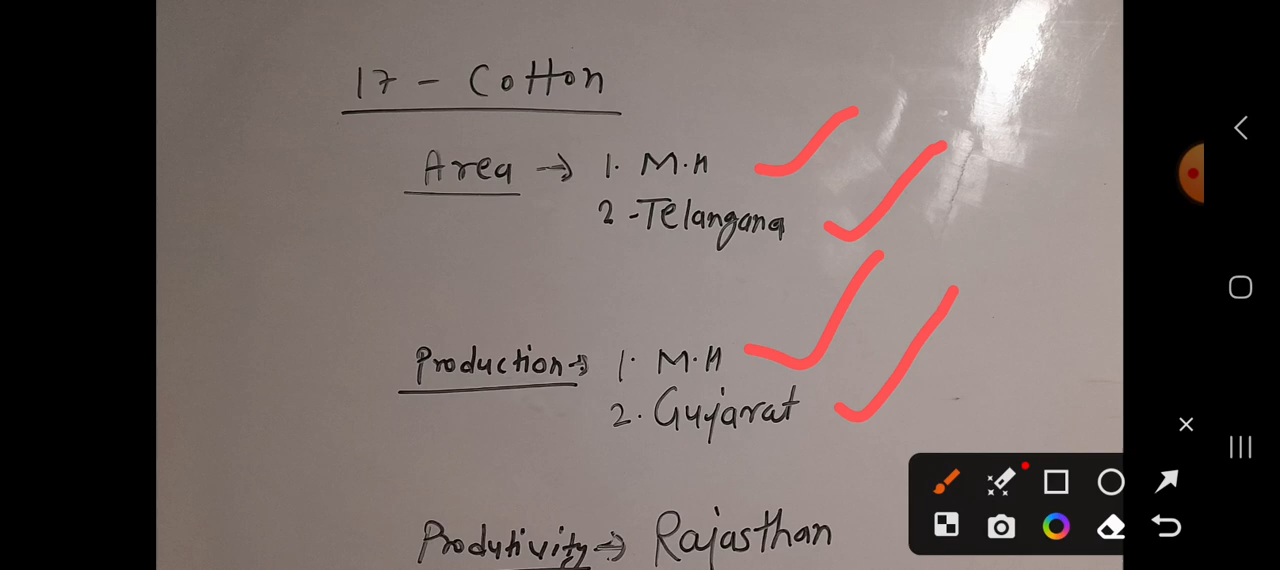 17 - Cotton
Area → 1. M.H
2 - Telangana
Production → 1. M.H
2. Gujarat
Produtivity → Rajasthan